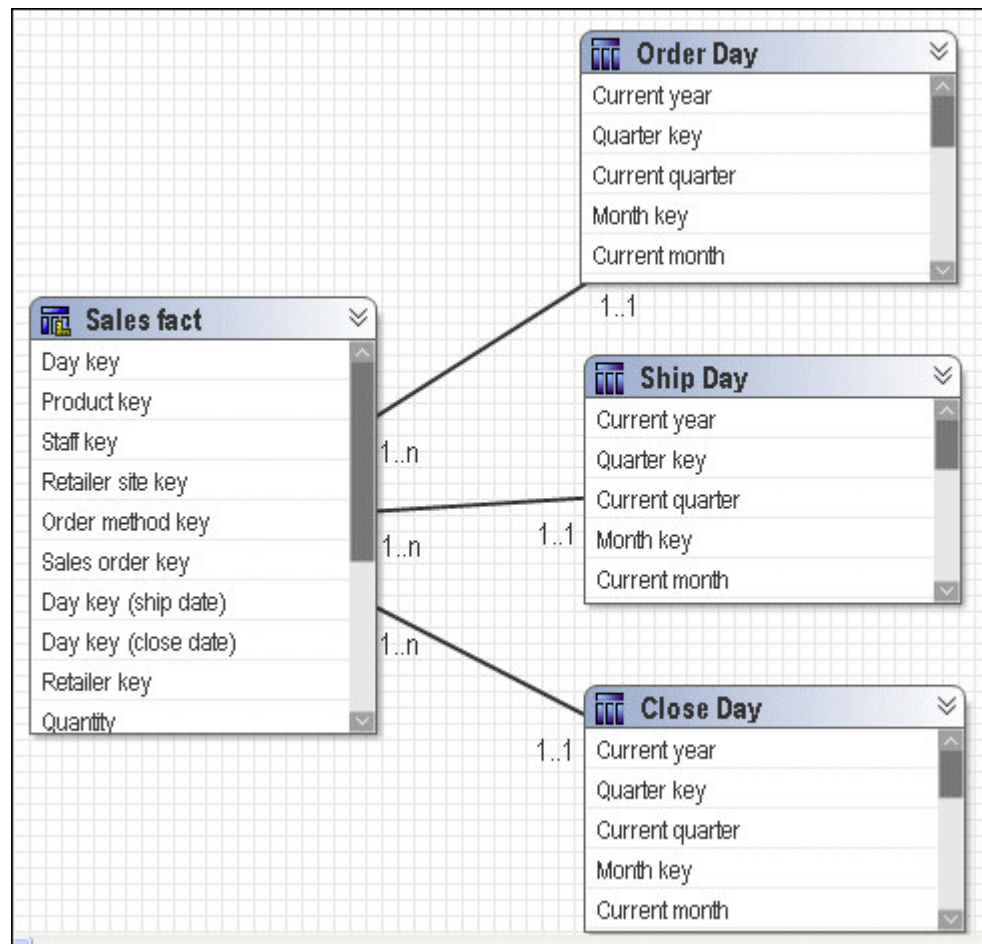 Order Day
Current year
Quarter key
Current quarter
Month key
Current month
1..1
Sales fact
Day key
Product key
Staff key
Retailer site key
Order method key
Sales order key
Day key (ship date)
Day key (close date)
Retailer key
Quantity
1..n
1..n
1..n
Ship Day
Current year
Quarter key
Current quarter
Month key
Current month
1..1
Close Day
Current year
Quarter key
Current quarter
Month key
Current month
1..1